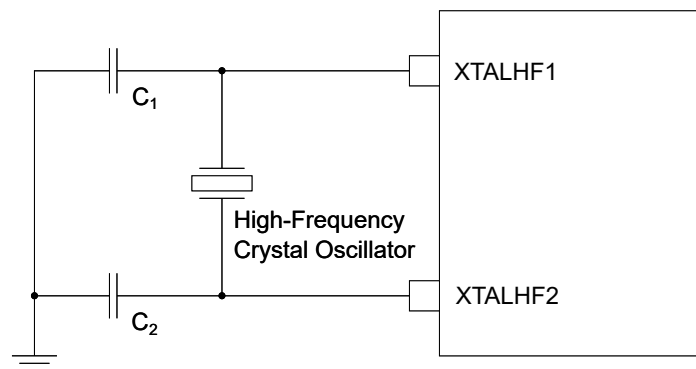 XTALHF1
C₁
High-Frequency
Crystal Oscillator
XTALHF2
C₂